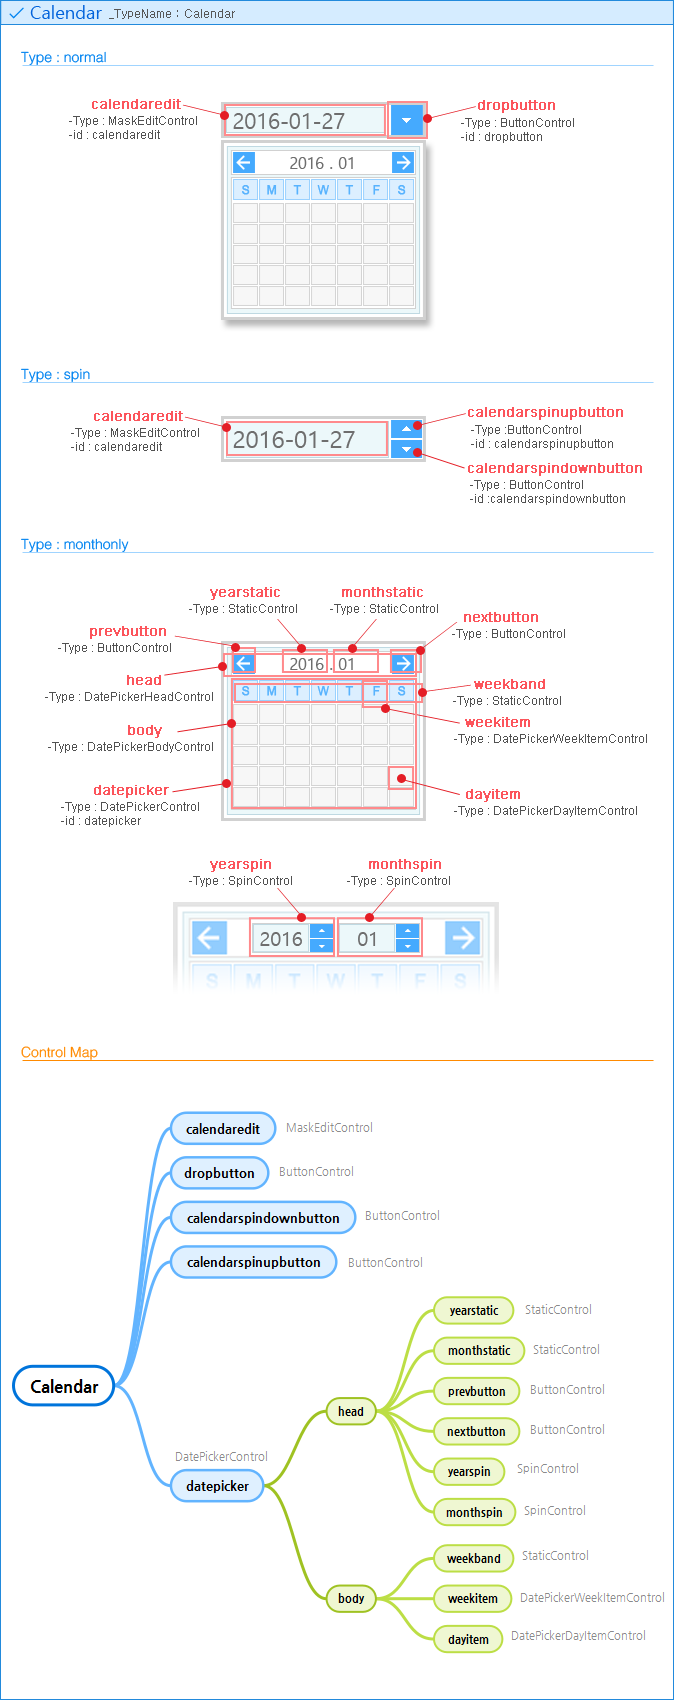 Calendar _TypeName : Calendar
Type : normal
calendaredit
-Type : MaskEditControl
-id : calendaredit
dropbutton
-Type : ButtonControl
-id : dropbutton
2016-01-27
2016 . 01
S M T W T F S
Type : spin
calendaredit
-Type : MaskEditControl
-id : calendaredit
2016-01-27
calendarspinupbutton
-Type :ButtonControl
-id : calendarspinupbutton
calendarspindownbutton
-Type : ButtonControl
-id :calendarspindownbutton
Type : monthonly
yearstatic
-Type : StaticControl
monthstatic
-Type : StaticControl
prevbutton
-Type : ButtonControl
nextbutton
-Type : ButtonControl
head
-Type : DatePickerHeadControl
body
-Type : DatePickerBodyControl
datepicker
-Type : DatePickerControl
-id : datepicker
2016 . 01
S M T W T F S
weekband
-Type : StaticControl
weekitem
-Type : DatePickerWeekItemControl
dayitem
-Type : DatePickerDayItemControl
yearspin
-Type : SpinControl
monthspin
-Type : SpinControl
2016 01
S M T W T F S
Control Map
calendaredit MaskEditControl
dropbutton ButtonControl
calendarspindownbutton ButtonControl
calendarspinupbutton ButtonControl
Calendar
DatePickerControl
datepicker
head
yearstatic StaticControl
monthstatic StaticControl
prevbutton ButtonControl
nextbutton ButtonControl
yearspin SpinControl
monthspin SpinControl
body
weekband StaticControl
weekitem DatePickerWeekItemControl
dayitem DatePickerDayItemControl